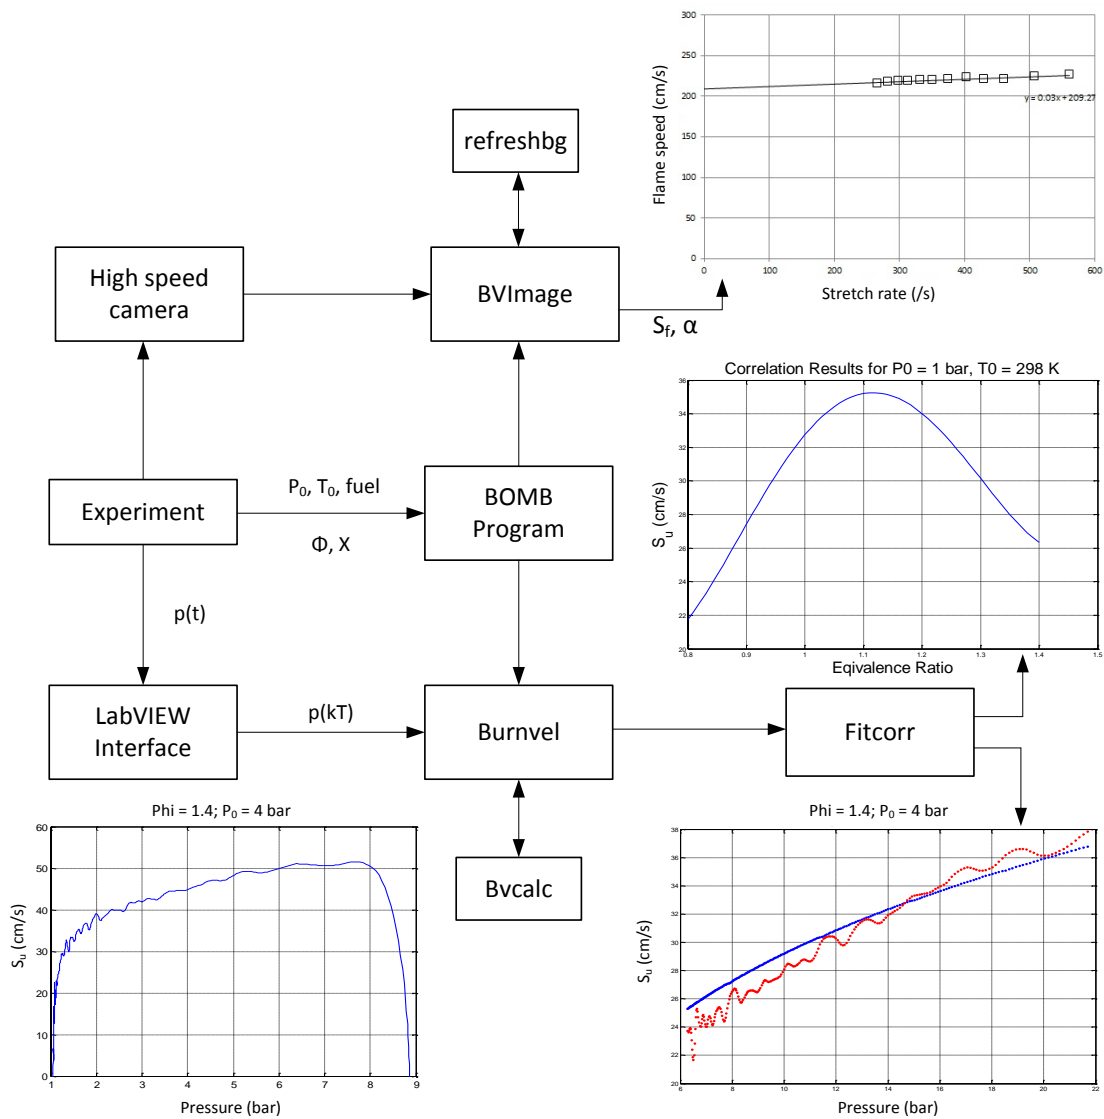 300
250
200
150
100
50
0
0 100 200 300 400 500 600
Flame speed (cm/s)
Stretch rate (/s)
y = 0.03x + 209.27
refreshbg
High speed
camera
BVImage
S_f, α
Correlation Results for P0 = 1 bar, T0 = 298 K
36
34
32
30
28
26
24
22
20
0.8 0.9 1 1.1 1.2 1.3 1.4 1.5
S_u (cm/s)
Eqivalence Ratio
Experiment
P₀, T₀, fuel
Φ, X
BOMB
Program
p(t)
LabVIEW
Interface
p(kT)
Burnvel
Fitcorr
Bvcalc
Phi = 1.4; P₀ = 4 bar
60
50
40
30
20
10
0
1 2 3 4 5 6 7 8 9
S_u (cm/s)
Pressure (bar)
Phi = 1.4; P₀ = 4 bar
38
36
34
32
30
28
26
24
22
20
6 8 10 12 14 16 18 20 22
S_u (cm/s)
Pressure (bar)